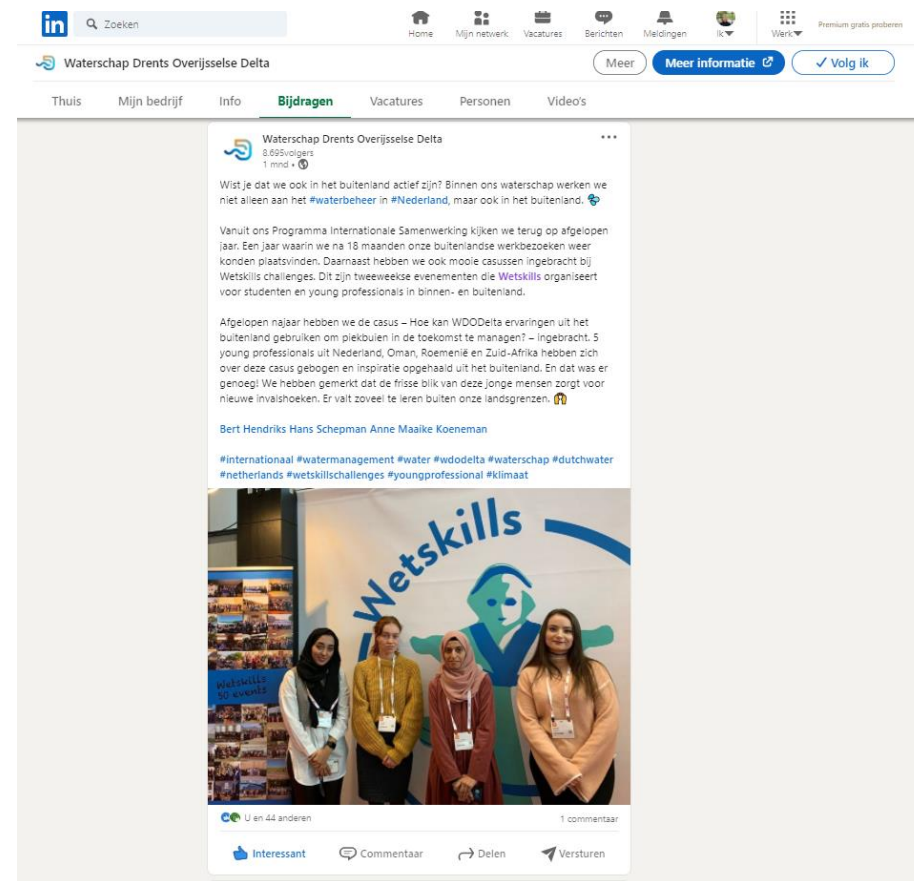 in
Zoeken
Home
Mijn netwerk
Vacatures
Berichten
Meldingen
Ik
Werk
Premium gratis proberen
Waterschap Drents Overijsselse Delta
Meer
Meer informatie
Volg ik
Thuis
Mijn bedrijf
Info
Bijdragen
Vacatures
Personen
Video's
Waterschap Drents Overijsselse Delta
8.695volgers
1 mnd •
Wist je dat we ook in het buitenland actief zijn? Binnen ons waterschap werken we
niet alleen aan het #waterbeheer in #Nederland, maar ook in het buitenland.
Vanuit ons Programma Internationale Samenwerking kijken we terug op afgelopen
jaar. Een jaar waarin we na 18 maanden onze buitenlandse werkbezoeken weer
konden plaatsvinden. Daarnaast hebben we ook mooie casussen ingebracht bij
Wetskills challenges. Dit zijn tweeweekse evenementen die Wetskills organiseert
voor studenten en young professionals in binnen- en buitenland.
Afgelopen najaar hebben we de casus – Hoe kan WDODelta ervaringen uit het
buitenland gebruiken om piekbuien in de toekomst te managen? – ingebracht. 5
young professionals uit Nederland, Oman, Roemenië en Zuid-Afrika hebben zich
over deze casus gebogen en inspiratie opgehaald uit het buitenland. En dat was er
genoeg! We hebben gemerkt dat de frisse blik van deze jonge mensen zorgt voor
nieuwe invalshoeken. Er valt zoveel te leren buiten onze landsgrenzen.
Bert Hendriks Hans Schepman Anne Maaike Koeneman
#internationaal #watermanagement #water #wdodelta #waterschap #dutchwater
#netherlands #wetskillschallenges #youngprofessional #klimaat
Wetskills
Wetskills
50 events
U en 44 anderen
1 commentaar
Interessant
Commentaar
Delen
Versturen